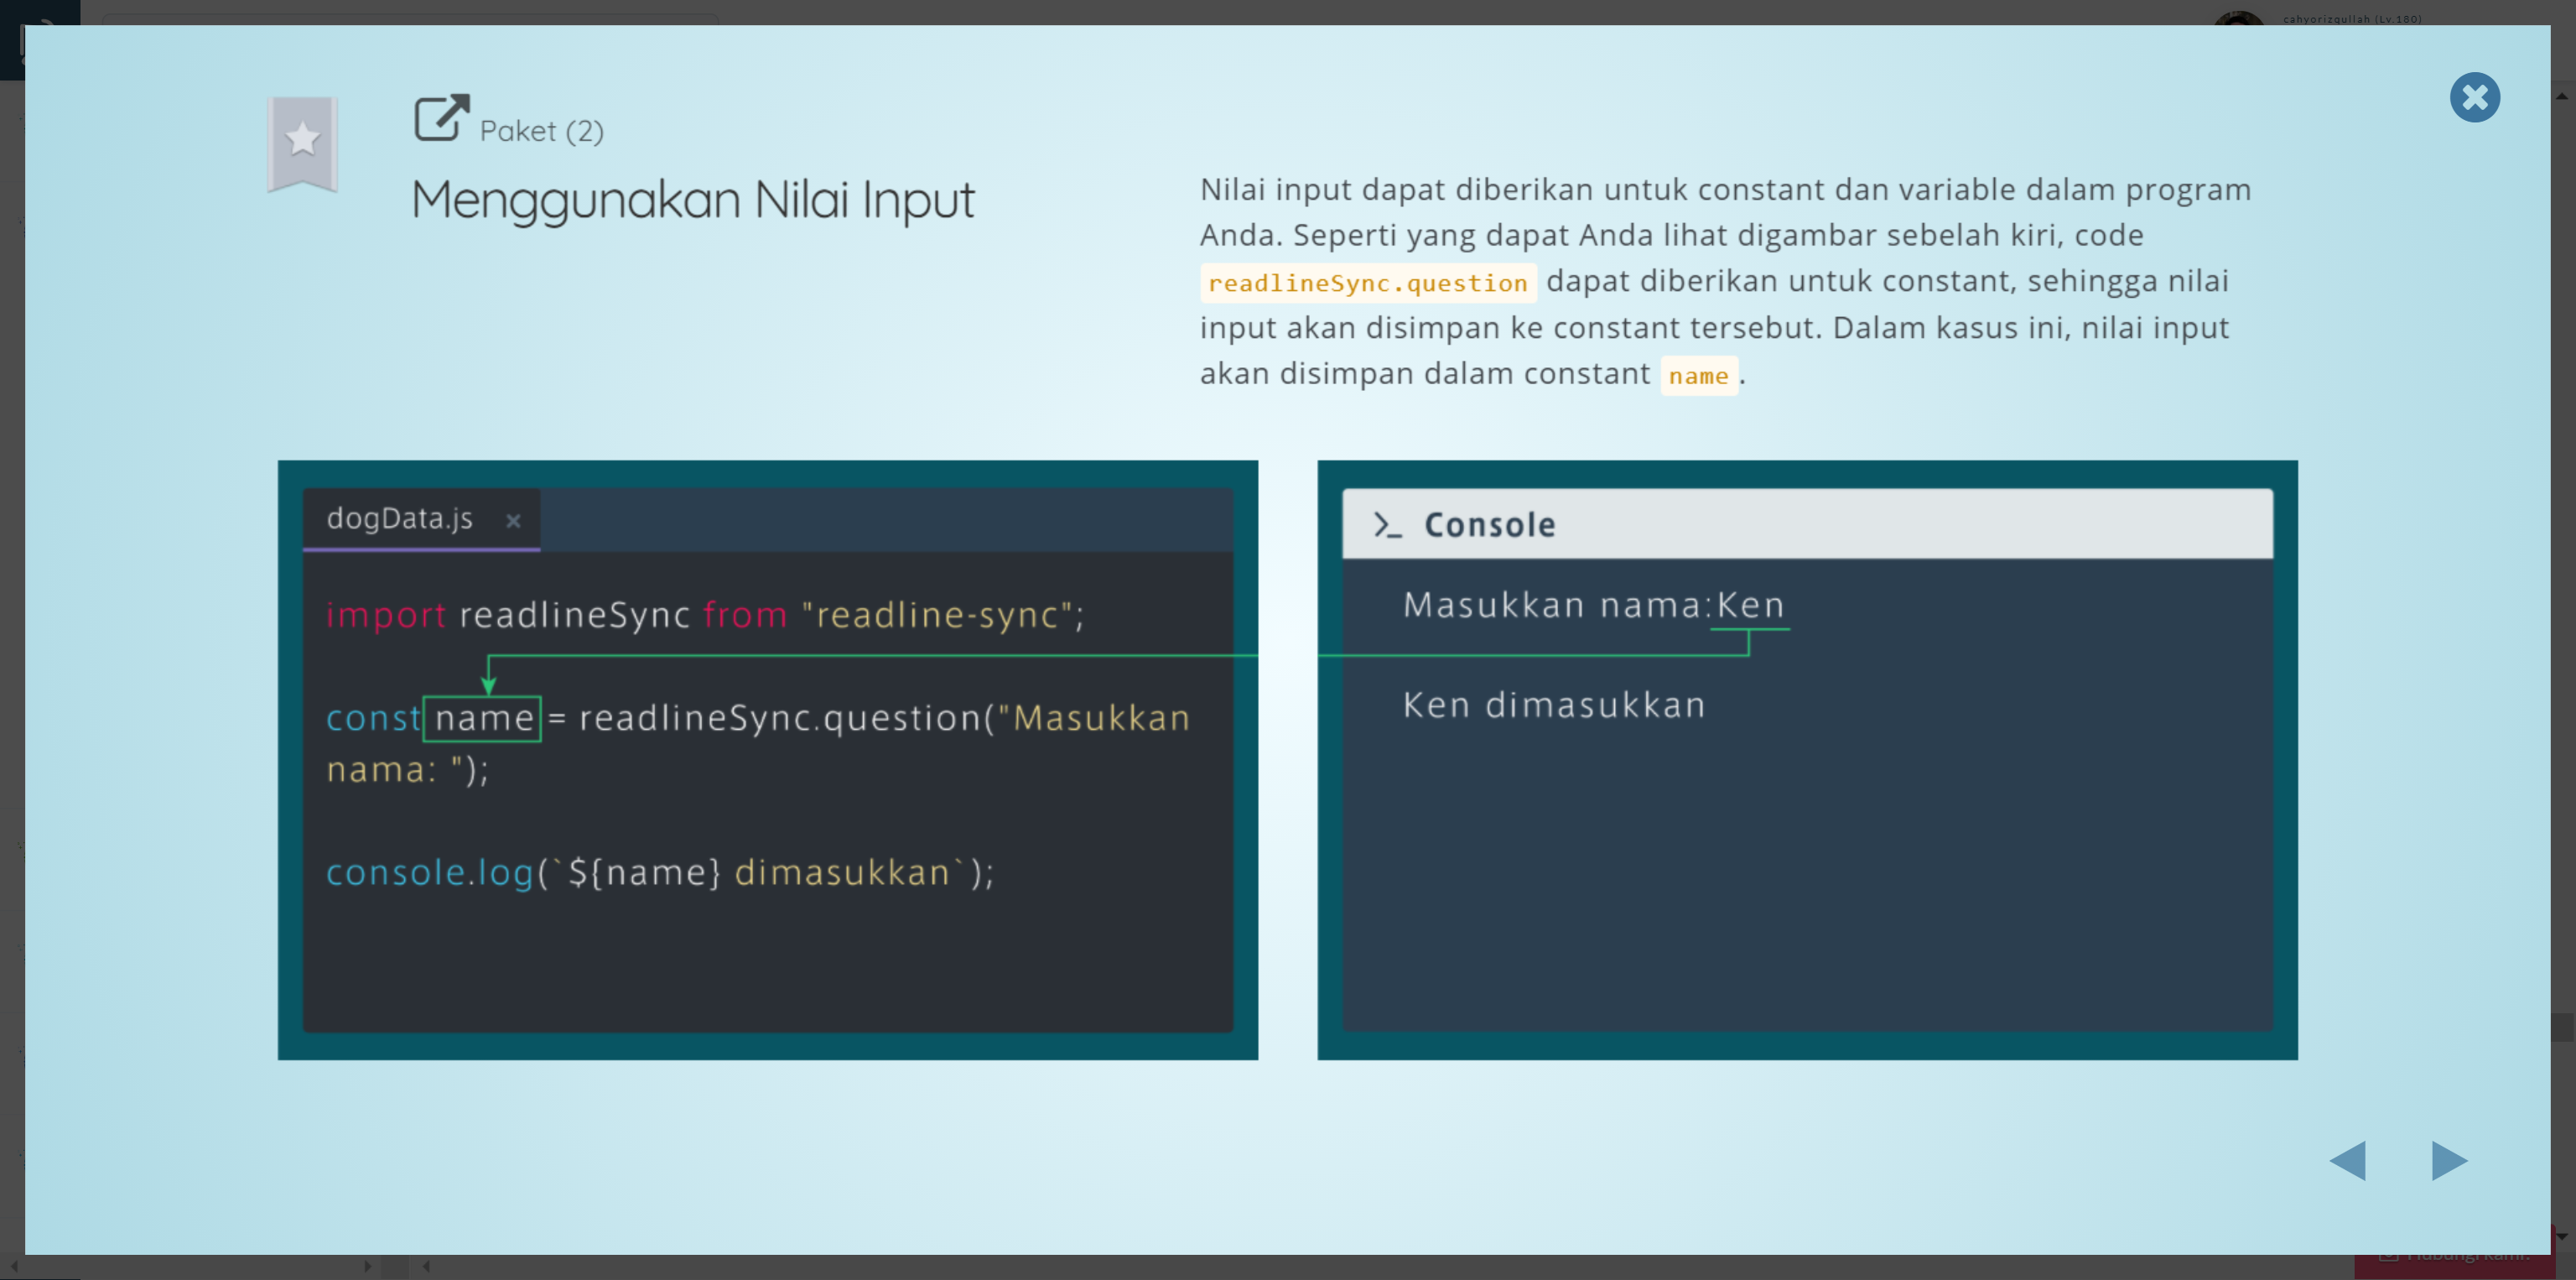 cahyorizqullah (Lv.180)
Paket (2)
Menggunakan Nilai Input
Nilai input dapat diberikan untuk constant dan variable dalam program
Anda. Seperti yang dapat Anda lihat digambar sebelah kiri, code
readlineSync.question dapat diberikan untuk constant, sehingga nilai
input akan disimpan ke constant tersebut. Dalam kasus ini, nilai input
akan disimpan dalam constant name.
dogData.js
import readlineSync from "readline-sync";
const name = readlineSync.question("Masukkan
nama: ");
console.log(`${name} dimasukkan`);
>_ Console
Masukkan nama:Ken
Ken dimasukkan
Hubungi kami!